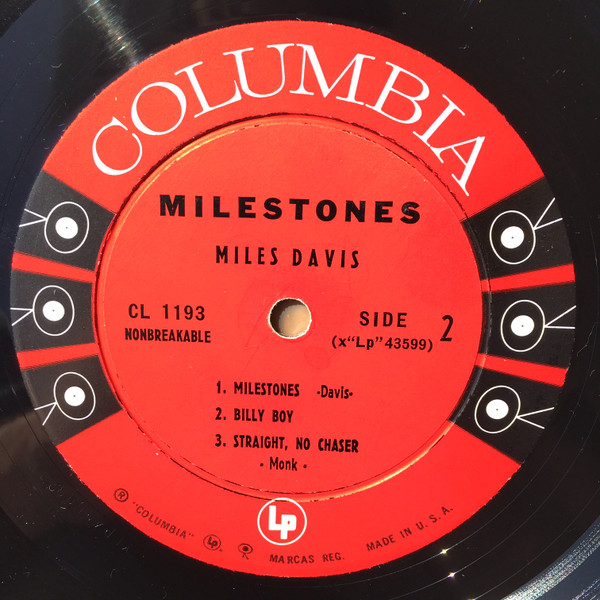 COLUMBIA
MILESTONES
MILES DAVIS
CL 1193
NONBREAKABLE
SIDE 2
(x"Lp" 43599)
1. MILESTONES -Davis-
2. BILLY BOY
3. STRAIGHT, NO CHASER
- Monk -
Lp
® "COLUMBIA" Lp. MARCAS REG. MADE IN U. S. A.